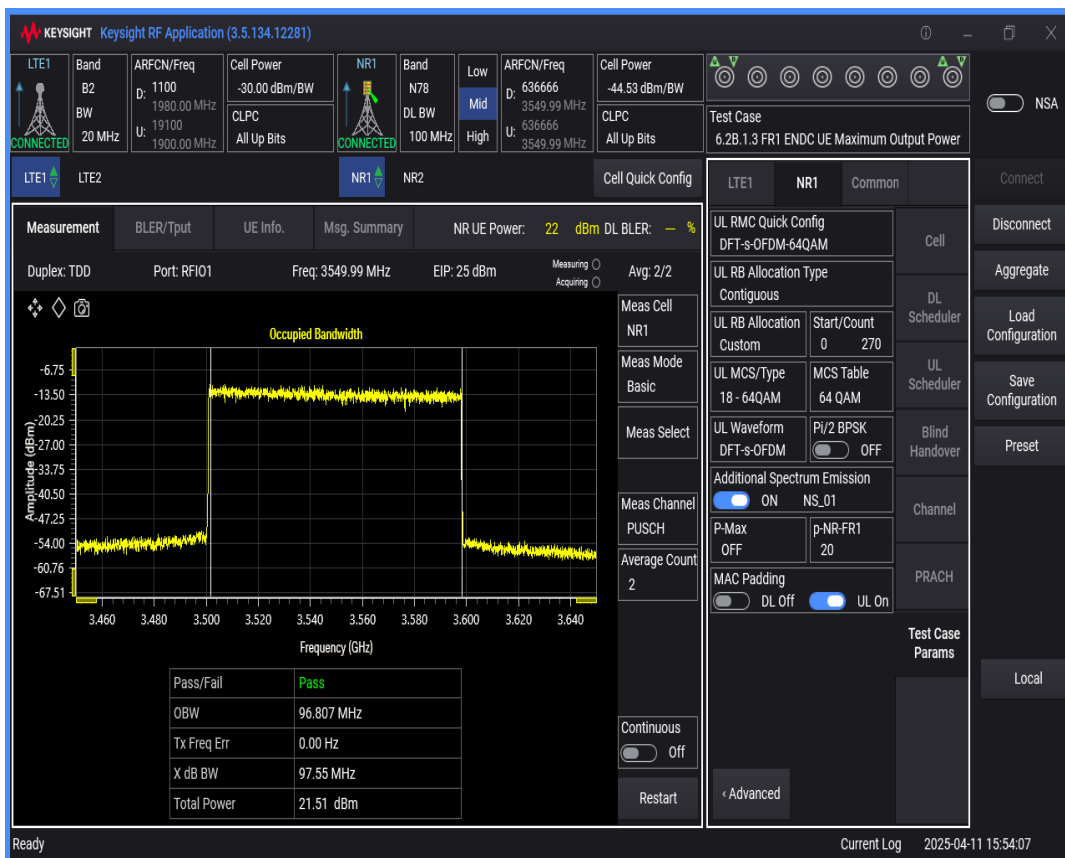 KEYSIGHT Keysight RF Application (3.5.134.12281)
LTE1 Band ARFCN/Freq Cell Power NR1 Band Low ARFCN/Freq Cell Power
B2 D: 1100 -30.00 dBm/BW N78 D: 636666 -44.53 dBm/BW
1980.00 MHz Mid 3549.99 MHz
BW CLPC DL BW CLPC Test Case
CONNECTED 20 MHz U: 19100 All Up Bits CONNECTED 100 MHz High U: 636666 All Up Bits 6.2B.1.3 FR1 ENDC UE Maximum Output Power
1900.00 MHz 3549.99 MHz
NSA
LTE1 LTE2 NR1 NR2 Cell Quick Config
LTE1 NR1 Common
Connect
Measurement BLER/Tput UE Info. Msg. Summary NR UE Power: 22 dBm DL BLER: — %
Duplex: TDD Port: RFIO1 Freq: 3549.99 MHz EIP: 25 dBm Measuring Avg: 2/2
Acquiring
Occupied Bandwidth
Amplitude (dBm)
-6.75
-13.50
-20.25
-27.00
-33.75
-40.50
-47.25
-54.00
-60.76
-67.51
3.460 3.480 3.500 3.520 3.540 3.560 3.580 3.600 3.620 3.640
Frequency (GHz)
Pass/Fail Pass
OBW 96.807 MHz
Tx Freq Err 0.00 Hz
X dB BW 97.55 MHz
Total Power 21.51 dBm
Meas Cell
NR1
Meas Mode
Basic
Meas Select
Meas Channel
PUSCH
Average Count
2
Continuous
Off
Restart
UL RMC Quick Config
DFT-s-OFDM-64QAM
UL RB Allocation Type
Contiguous
UL RB Allocation Start/Count
Custom 0 270
UL MCS/Type MCS Table
18 - 64QAM 64 QAM
UL Waveform Pi/2 BPSK
DFT-s-OFDM OFF
Additional Spectrum Emission
ON NS_01
P-Max p-NR-FR1
OFF 20
MAC Padding
DL Off UL On
‹ Advanced
Cell
DL
Scheduler
UL
Scheduler
Blind
Handover
Channel
PRACH
Test Case
Params
Disconnect
Aggregate
Load
Configuration
Save
Configuration
Preset
Local
Ready Current Log 2025-04-11 15:54:07